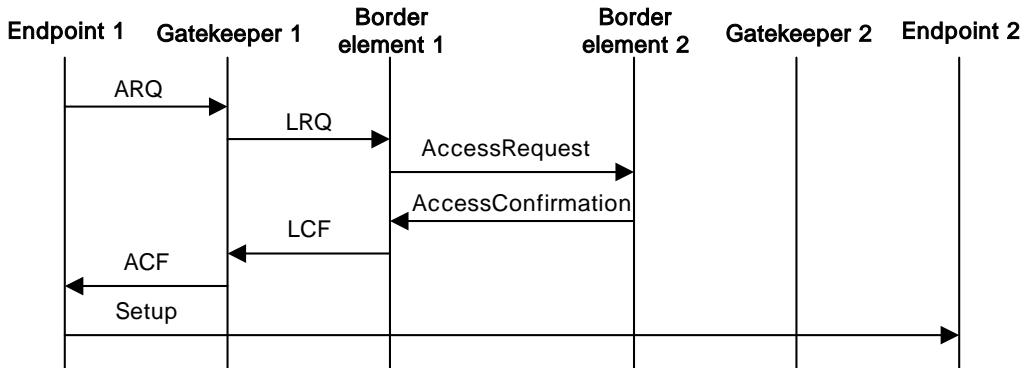 Endpoint 1
Gatekeeper 1
Border
element 1
Border
element 2
Gatekeeper 2
Endpoint 2
ARQ
LRQ
AccessRequest
AccessConfirmation
LCF
ACF
Setup